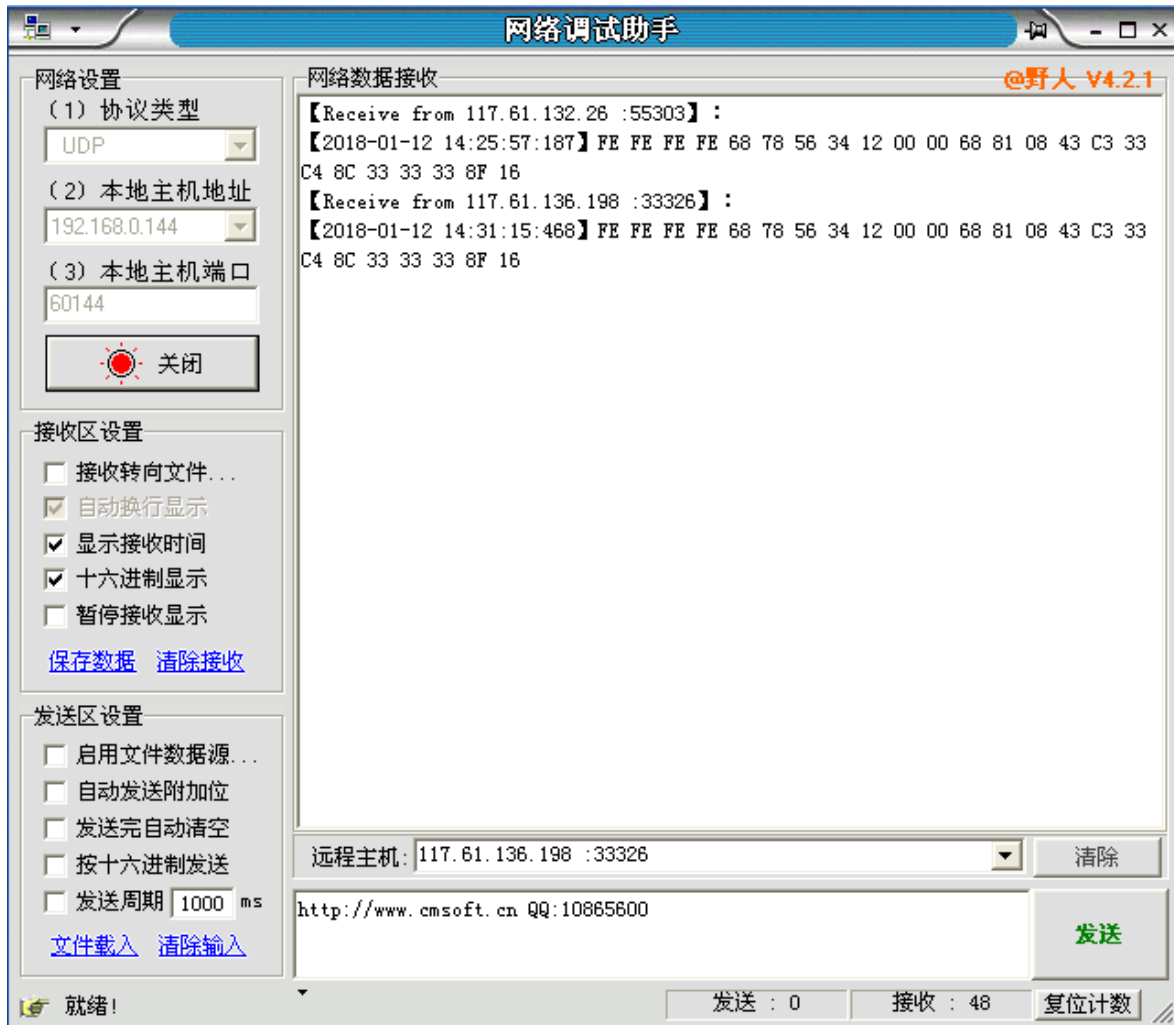 网络调试助手
网络设置
(1) 协议类型
UDP
(2) 本地主机地址
192.168.0.144
(3) 本地主机端口
60144
关闭
接收区设置
接收转向文件...
自动换行显示
显示接收时间
十六进制显示
暂停接收显示
保存数据 清除接收
发送区设置
启用文件数据源...
自动发送附加位
发送完自动清空
按十六进制发送
发送周期 1000 ms
文件载入 清除输入
网络数据接收
@野人 V4.2.1
【Receive from 117.61.132.26 :55303】:
【2018-01-12 14:25:57:187】FE FE FE FE 68 78 56 34 12 00 00 68 81 08 43 C3 33
C4 8C 33 33 33 8F 16
【Receive from 117.61.136.198 :33326】:
【2018-01-12 14:31:15:468】FE FE FE FE 68 78 56 34 12 00 00 68 81 08 43 C3 33
C4 8C 33 33 33 8F 16
远程主机: 117.61.136.198 :33326
清除
http://www.cmsoft.cn QQ:10865600
发送
就绪!
发送 : 0
接收 : 48
复位计数